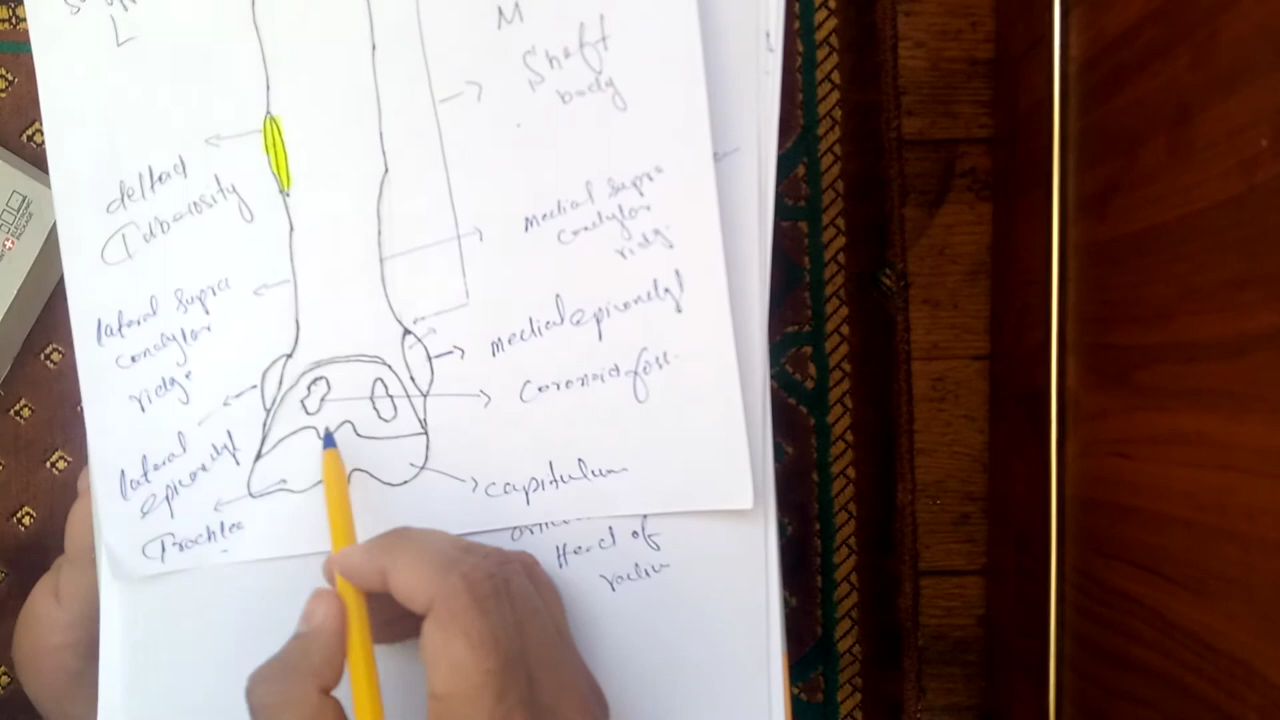 L
M
Shaft
body
deltoid
Tuberosity
medial supra
condylar
ridge.
lateral supra
condylar
ridge
medial epicondyl
coronoid foss.
lateral
epicondyl
capitulum
Trochlea
Head of